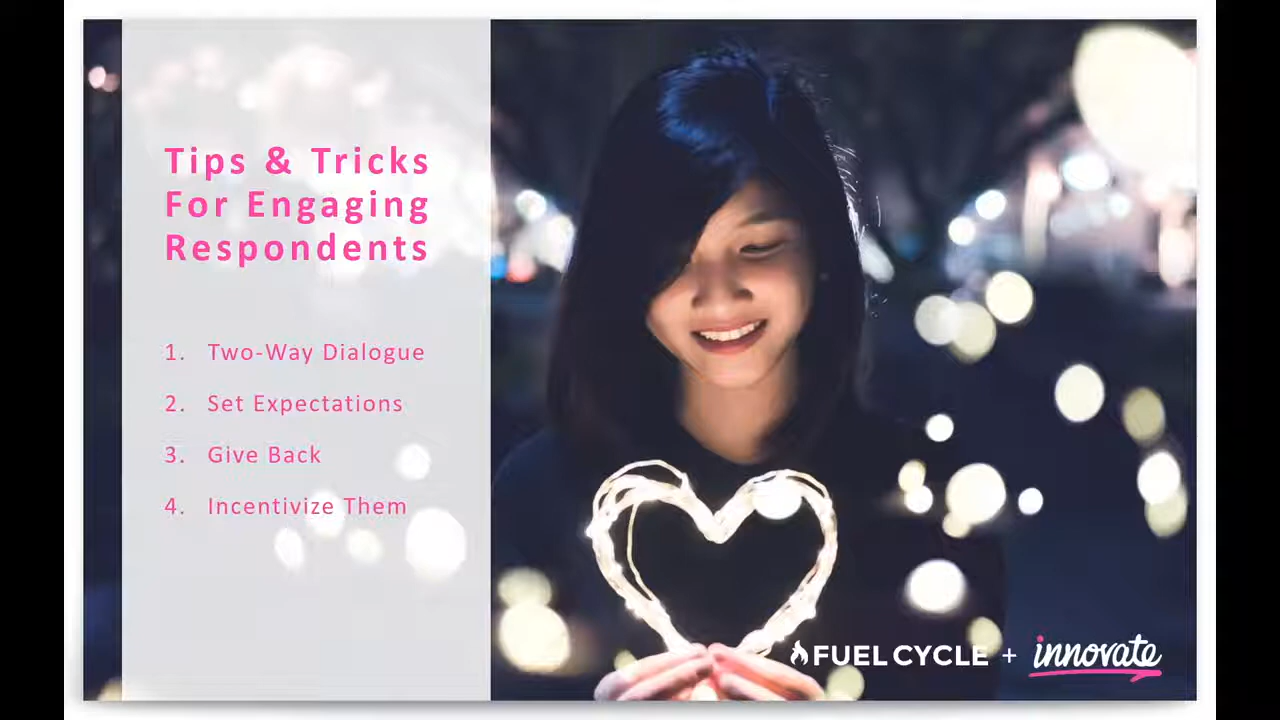 Tips & Tricks
For Engaging
Respondents
1. Two-Way Dialogue
2. Set Expectations
3. Give Back
4. Incentivize Them
FUEL CYCLE + innovate